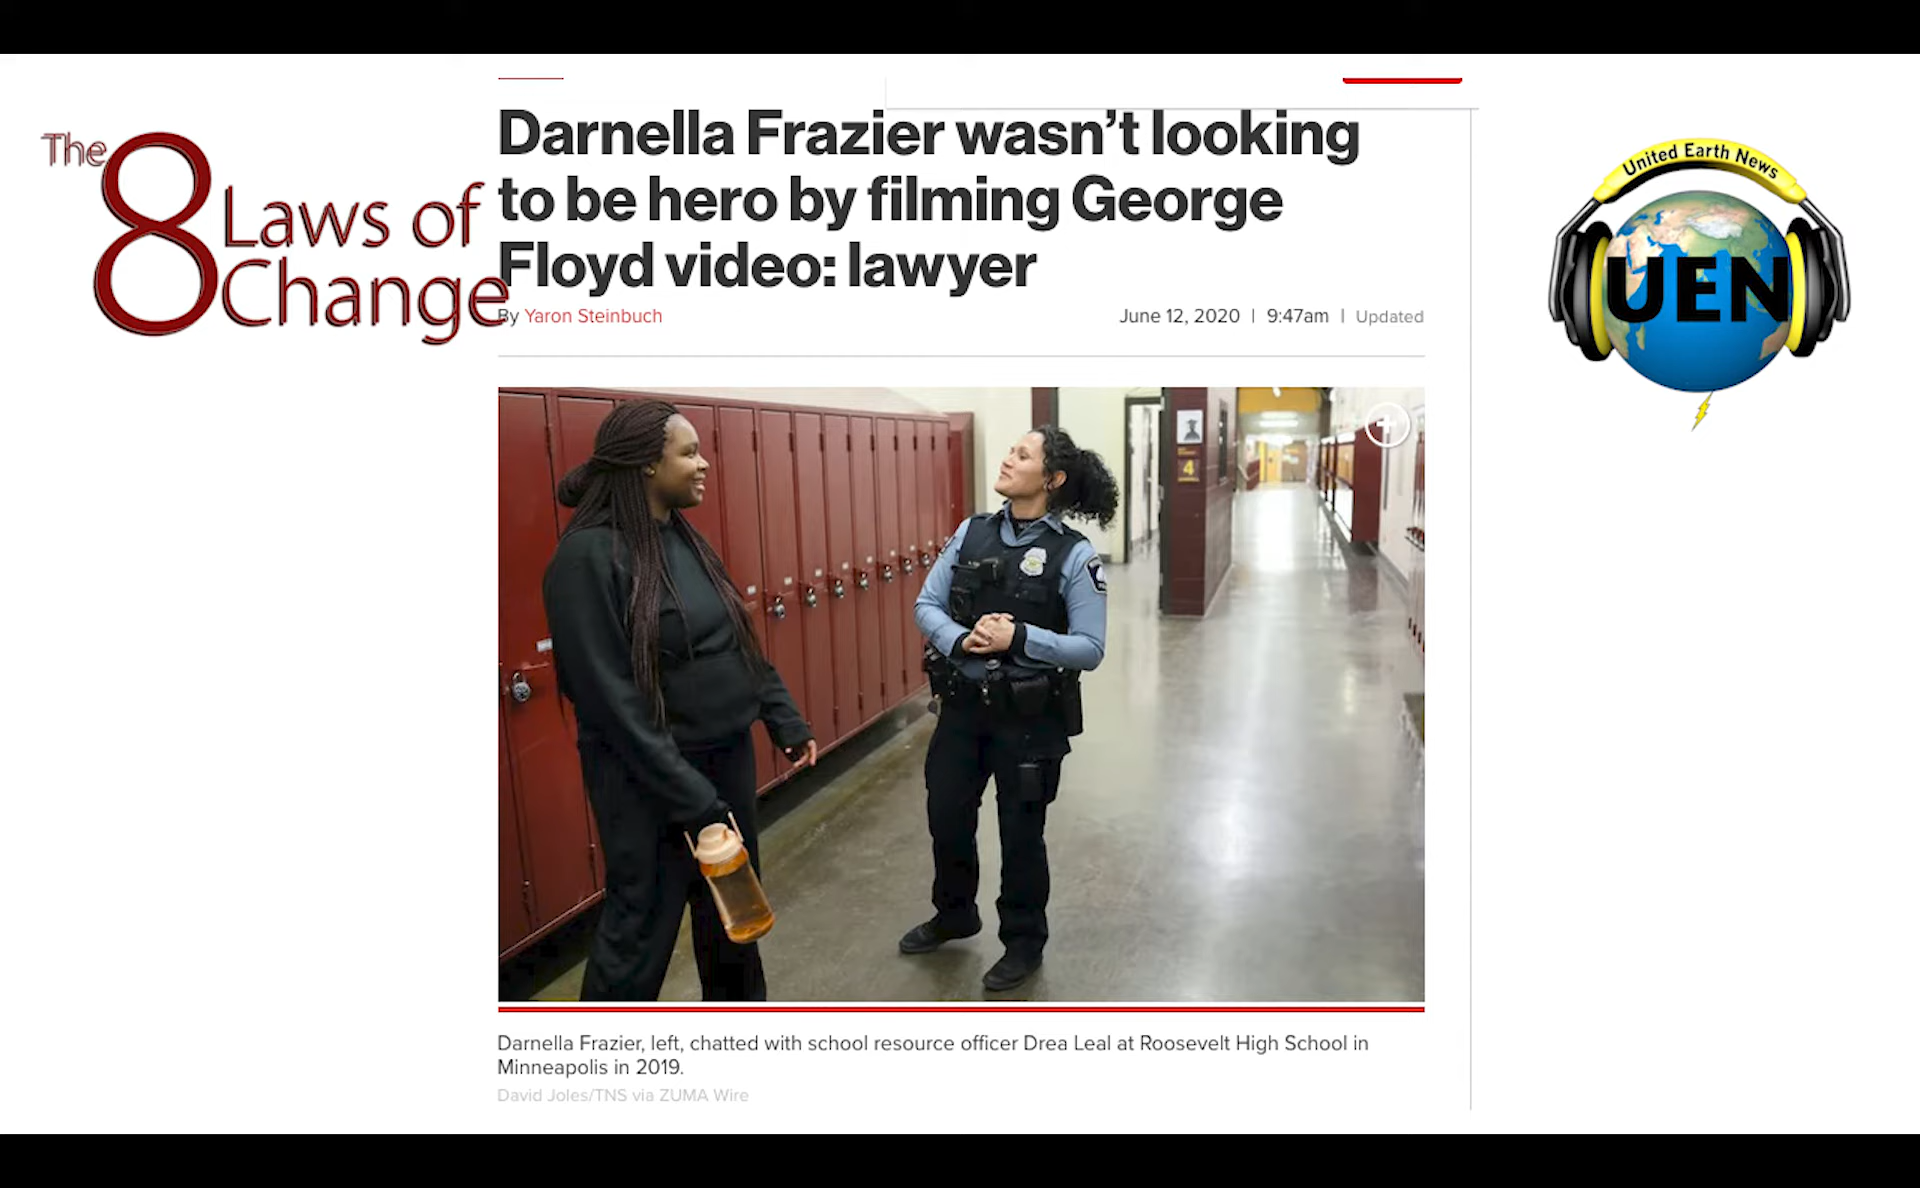 The
8
Laws of
Change
Darnella Frazier wasn't looking
to be hero by filming George
Floyd video: lawyer
By Yaron Steinbuch
June 12, 2020 | 9:47am | Updated
United Earth News
UEN
4
Darnella Frazier, left, chatted with school resource officer Drea Leal at Roosevelt High School in
Minneapolis in 2019.
David Joles/TNS via ZUMA Wire